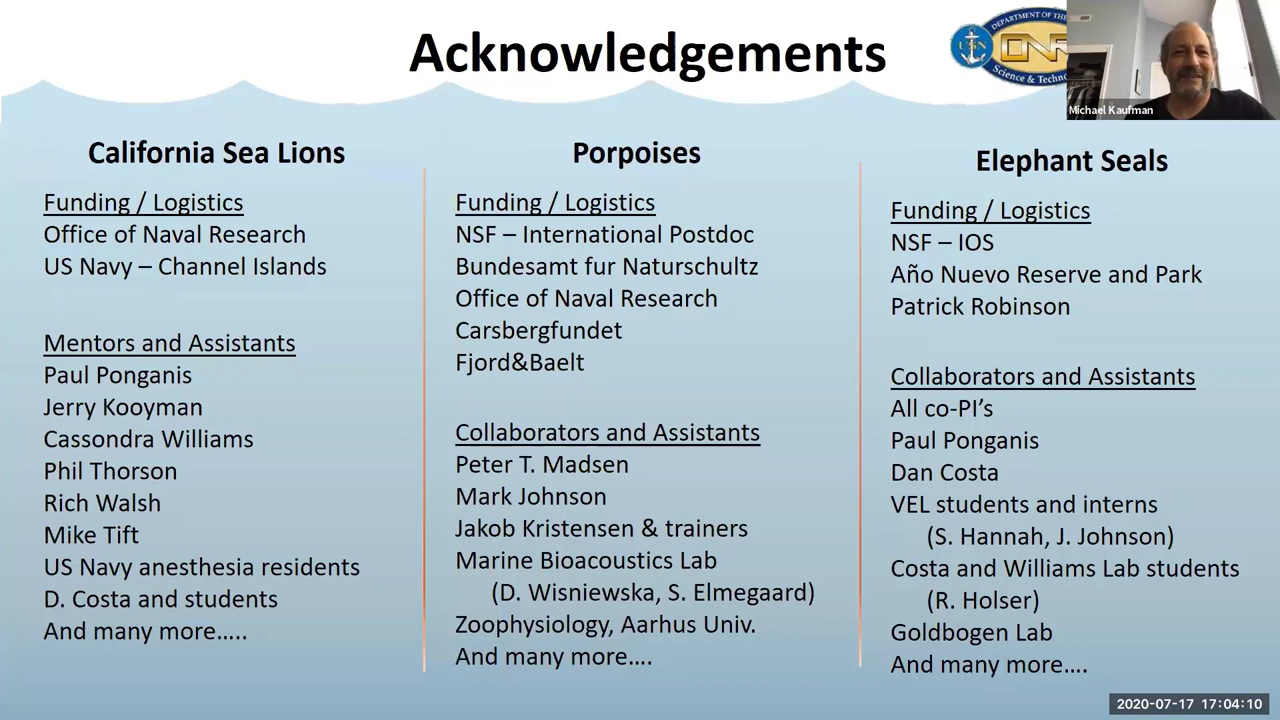 Acknowledgements
DEPARTMENT OF THE
USN
Science & Techno
Michael Kaufman
California Sea Lions
Funding / Logistics
Office of Naval Research
US Navy – Channel Islands
Mentors and Assistants
Paul Ponganis
Jerry Kooyman
Cassondra Williams
Phil Thorson
Rich Walsh
Mike Tift
US Navy anesthesia residents
D. Costa and students
And many more.....
Porpoises
Funding / Logistics
NSF – International Postdoc
Bundesamt fur Naturschultz
Office of Naval Research
Carsbergfundet
Fjord&Baelt
Collaborators and Assistants
Peter T. Madsen
Mark Johnson
Jakob Kristensen & trainers
Marine Bioacoustics Lab
(D. Wisniewska, S. Elmegaard)
Zoophysiology, Aarhus Univ.
And many more....
Elephant Seals
Funding / Logistics
NSF – IOS
Año Nuevo Reserve and Park
Patrick Robinson
Collaborators and Assistants
All co-PI’s
Paul Ponganis
Dan Costa
VEL students and interns
(S. Hannah, J. Johnson)
Costa and Williams Lab students
(R. Holser)
Goldbogen Lab
And many more....
2020-07-17 17:04:10